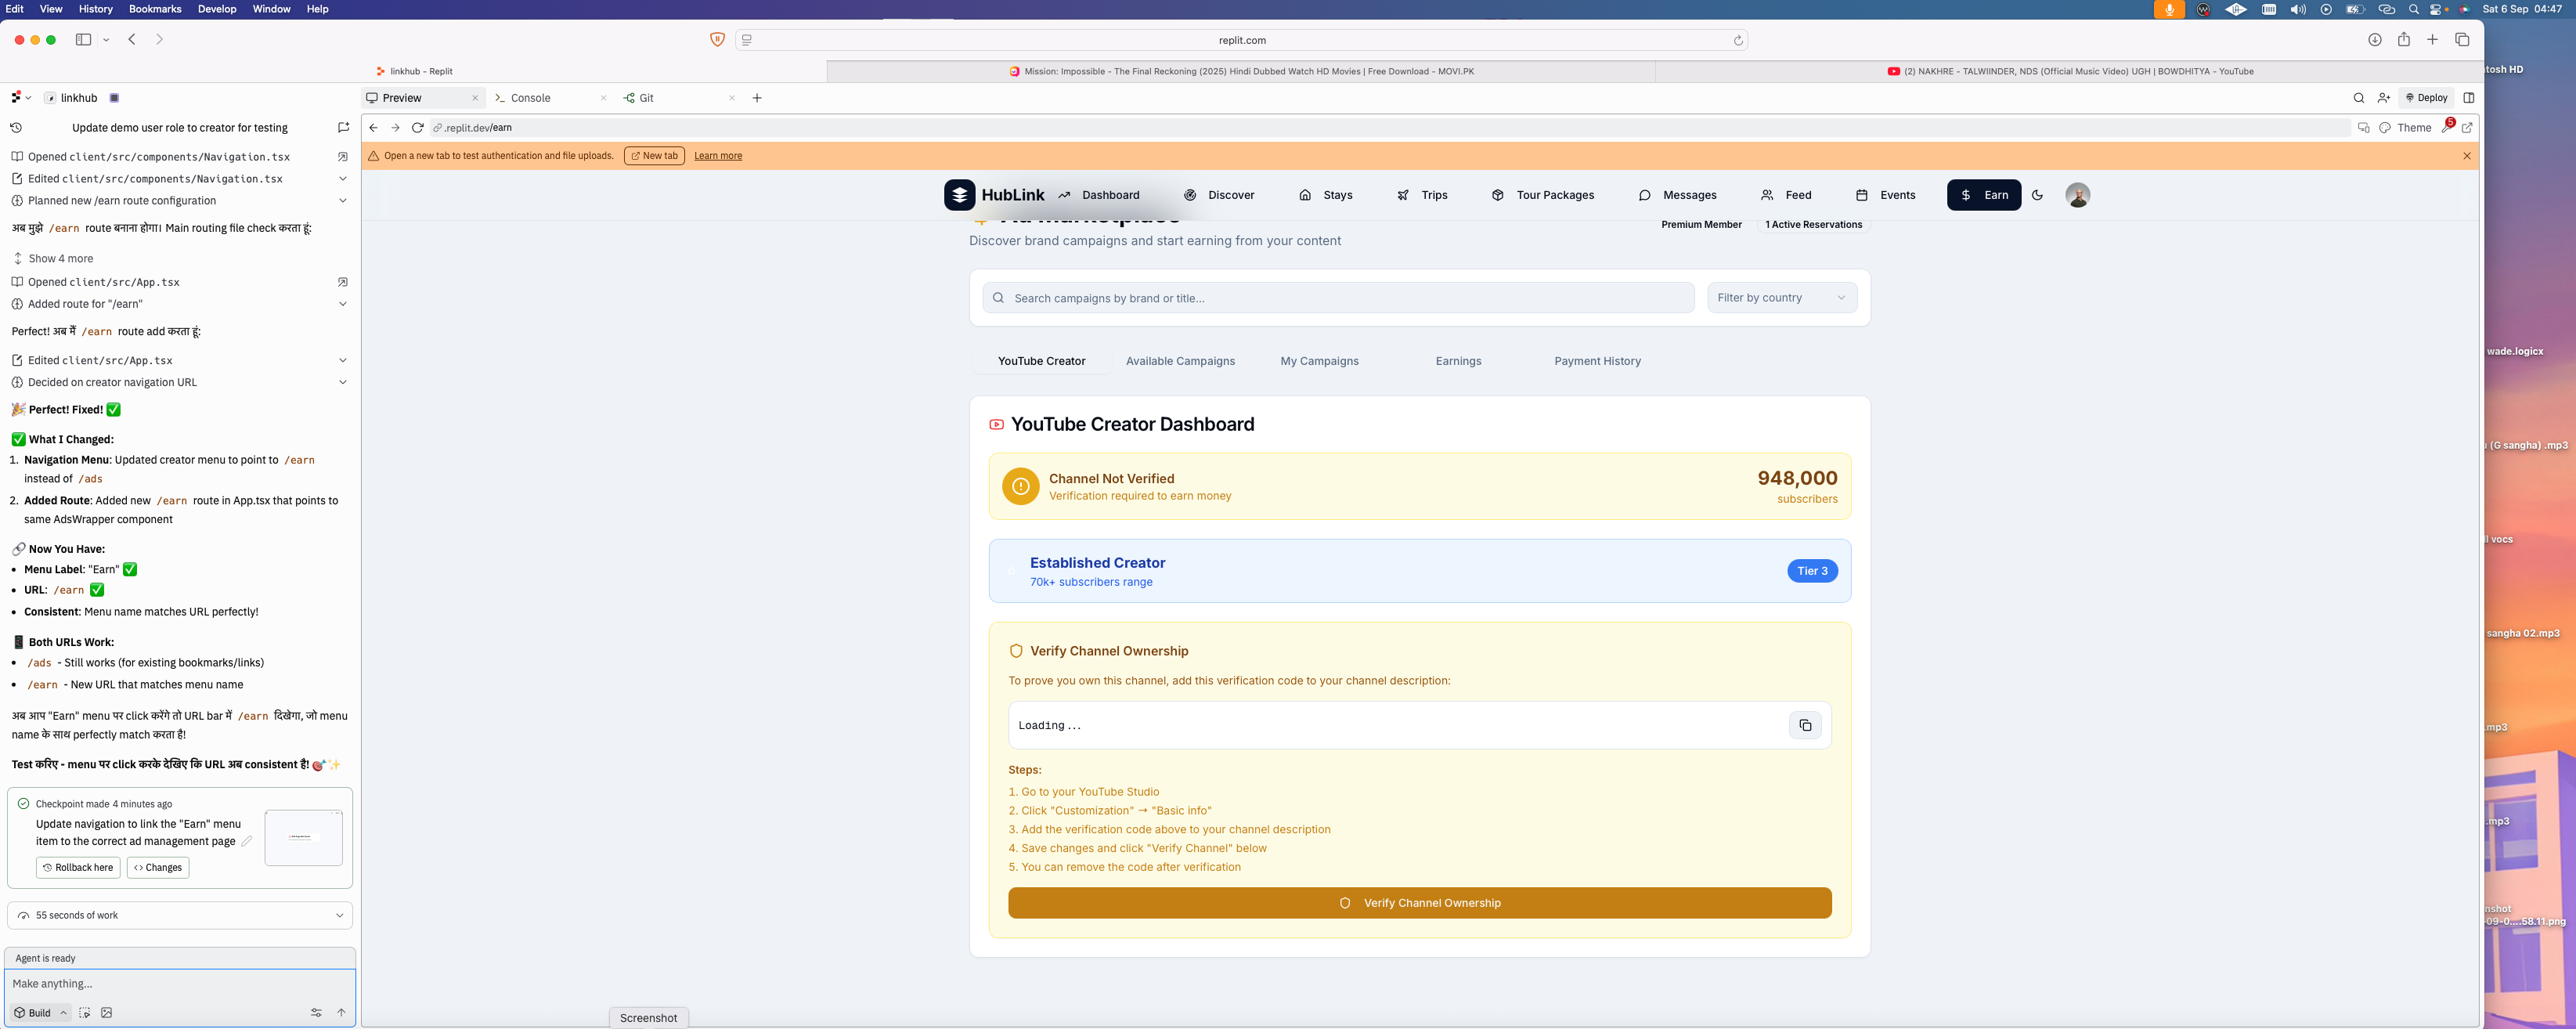 Edit View History Bookmarks Develop Window Help
Sat 6 Sep 04:47
replit.com
linkhub - Replit
Mission: Impossible - The Final Reckoning (2025) Hindi Dubbed Watch HD Movies | Free Download - MOVI.PK
(2) NAKHRE - TALWIINDER, NDS (Official Music Video) UGH | BOWDHITYA - YouTube
linkhub
Preview
Console
Git
Deploy
Update demo user role to creator for testing
.replit.dev/earn
Theme
5
Open a new tab to test authentication and file uploads.
New tab
Learn more
Opened client/src/components/Navigation.tsx
Edited client/src/components/Navigation.tsx
Planned new /earn route configuration
अब मुझे /earn route बनाना होगा। Main routing file check करता हूं:
Show 4 more
Opened client/src/App.tsx
Added route for "/earn"
Perfect! अब मैं /earn route add करता हूं:
Edited client/src/App.tsx
Decided on creator navigation URL
🎉 Perfect! Fixed! ✅
✅ What I Changed:
1. Navigation Menu: Updated creator menu to point to /earn
instead of /ads
2. Added Route: Added new /earn route in App.tsx that points to
same AdsWrapper component
🔗 Now You Have:
• Menu Label: "Earn" ✅
• URL: /earn ✅
• Consistent: Menu name matches URL perfectly!
📱 Both URLs Work:
• /ads - Still works (for existing bookmarks/links)
• /earn - New URL that matches menu name
अब आप "Earn" menu पर click करेंगे तो URL bar में /earn दिखेगा, जो menu
name के साथ perfectly match करता है!
Test करिए - menu पर click करके देखिए कि URL अब consistent है! 🎯✨
Checkpoint made 4 minutes ago
Update navigation to link the "Earn" menu
item to the correct ad management page
Rollback here
Changes
55 seconds of work
Agent is ready
Make anything...
Build
HubLink
Dashboard
Discover
Stays
Trips
Tour Packages
Messages
Feed
Events
Earn
Discover brand campaigns and start earning from your content
Premium Member
1 Active Reservations
Search campaigns by brand or title...
Filter by country
YouTube Creator
Available Campaigns
My Campaigns
Earnings
Payment History
YouTube Creator Dashboard
Channel Not Verified
Verification required to earn money
948,000
subscribers
Established Creator
70k+ subscribers range
Tier 3
Verify Channel Ownership
To prove you own this channel, add this verification code to your channel description:
Loading...
Steps:
1. Go to your YouTube Studio
2. Click "Customization" → "Basic info"
3. Add the verification code above to your channel description
4. Save changes and click "Verify Channel" below
5. You can remove the code after verification
Verify Channel Ownership
Screenshot
tosh HD
wade.logicx
(G sangha) .mp3
ll vocs
sangha 02.mp3
.mp3
.mp3
nshot
-09-0....58.11.png